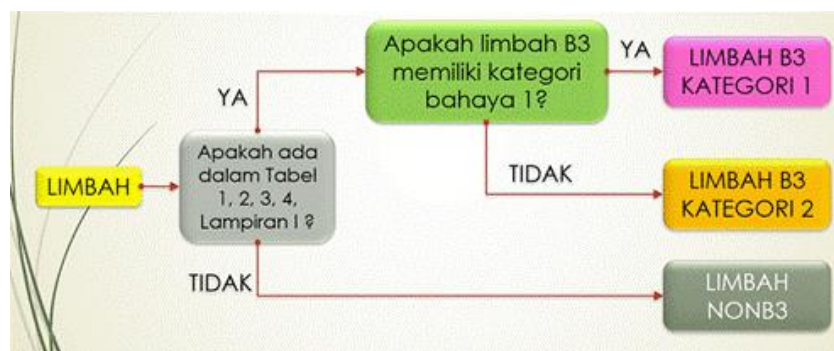 LIMBAH
Apakah ada
dalam Tabel
1, 2, 3, 4,
Lampiran I ?
YA
Apakah limbah B3
memiliki kategori
bahaya 1?
YA
LIMBAH B3
KATEGORI 1
TIDAK
LIMBAH B3
KATEGORI 2
TIDAK
LIMBAH
NONB3